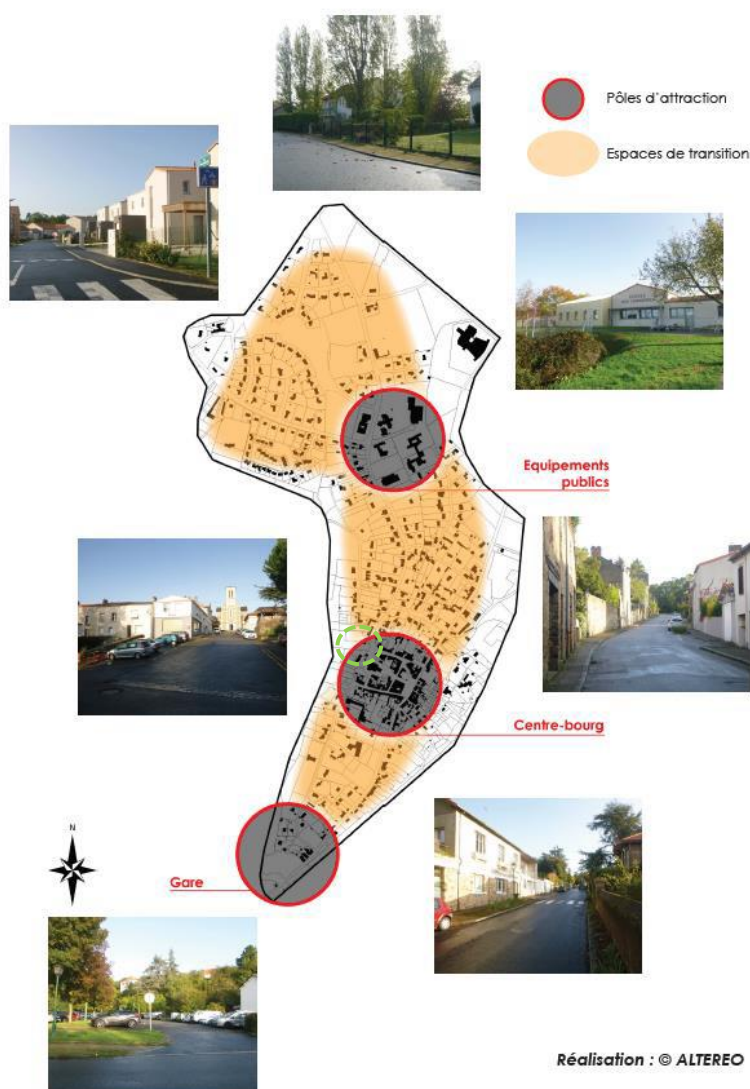 Pôles d'attraction
Espaces de transition
Equipements
publics
Centre-bourg
N
Gare
Réalisation : © ALTEREO